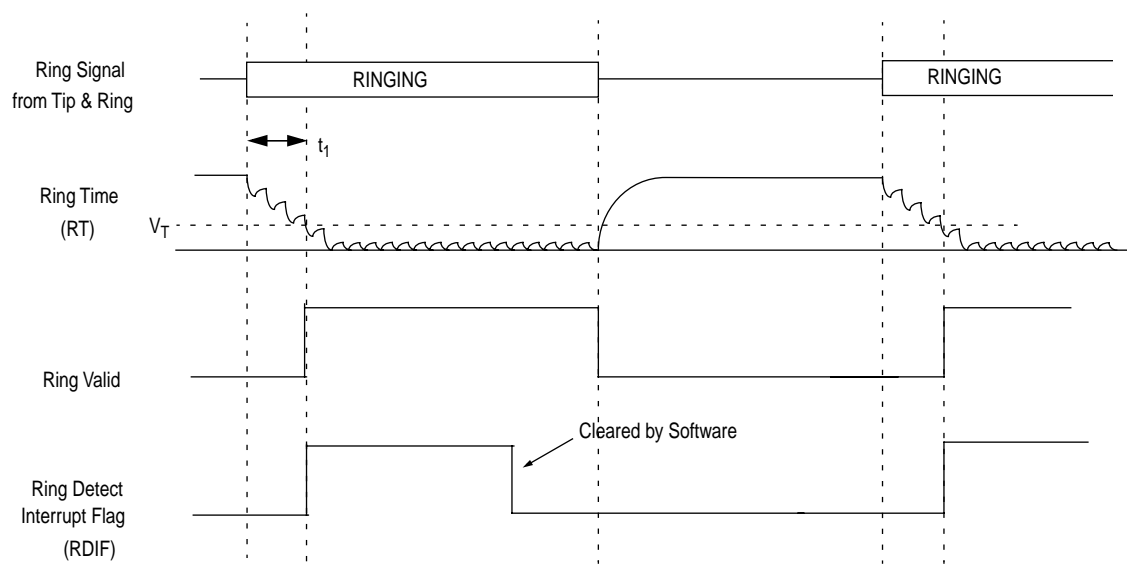 Ring Signal
from Tip & Ring
RINGING
RINGING
t1
Ring Time
(RT)
VT
Ring Valid
Cleared by Software
Ring Detect
Interrupt Flag
(RDIF)